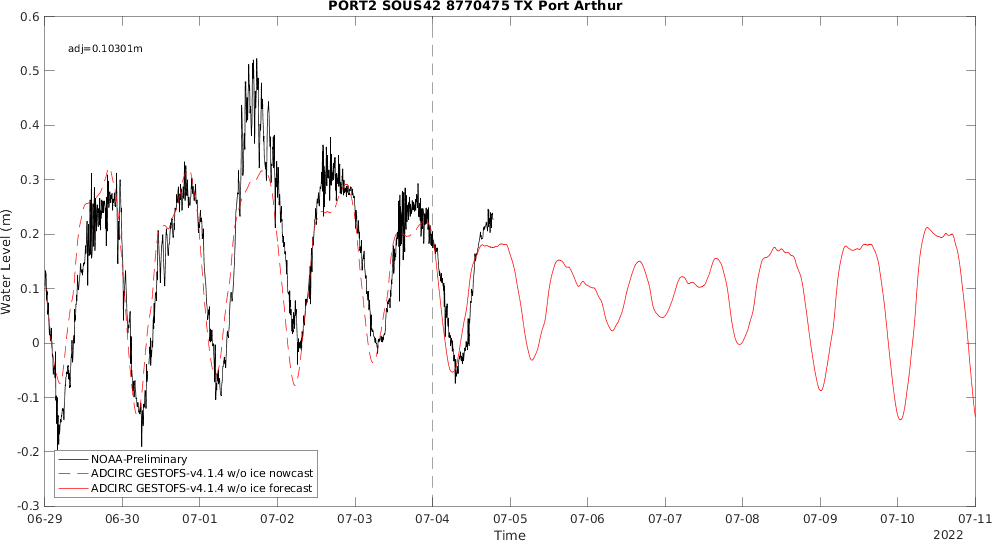 PORT2 SOUS42 8770475 TX Port Arthur
adj=0.10301m
Water Level (m)
0.6
0.5
0.4
0.3
0.2
0.1
0
-0.1
-0.2
-0.3
NOAA-Preliminary
ADCIRC GESTOFS-v4.1.4 w/o ice nowcast
ADCIRC GESTOFS-v4.1.4 w/o ice forecast
06-29 06-30 07-01 07-02 07-03 07-04 07-05 07-06 07-07 07-08 07-09 07-10 07-11
Time
2022